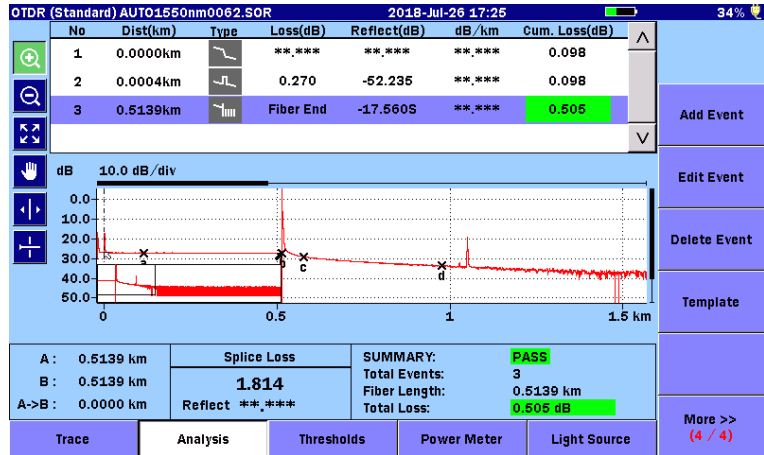 OTDR (Standard) AUTO1550nm0062.SOR 2018-Jul-26 17:25 34%
No Dist(km) Type Loss(dB) Reflect(dB) dB/km Cum. Loss(dB)
1 0.0000km **.*** **.*** **.*** 0.098
2 0.0004km 0.270 -52.235 **.*** 0.098
3 0.5139km Fiber End -17.560S **.*** 0.505
Add Event
Edit Event
Delete Event
Template
More >>
(4 / 4)
dB 10.0 dB/div
0.0
10.0
20.0
30.0
40.0
50.0
a b c d
0 0.5 1 1.5 km
A: 0.5139 km
B: 0.5139 km
A->B: 0.0000 km
Splice Loss
1.814
Reflect **.***
SUMMARY: PASS
Total Events: 3
Fiber Length: 0.5139 km
Total Loss: 0.505 dB
Trace Analysis Thresholds Power Meter Light Source